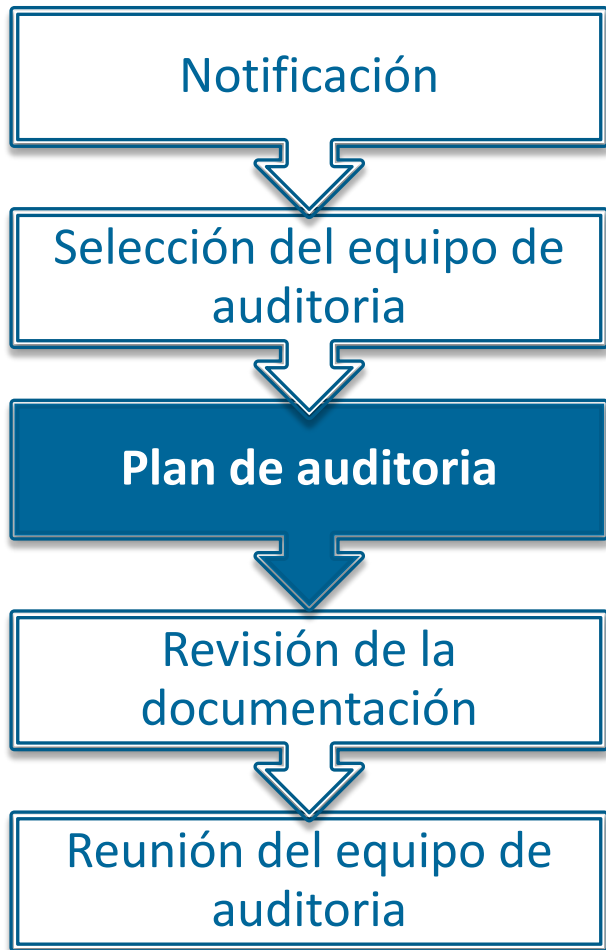 Notificación
Selección del equipo de
auditoria
Plan de auditoria
Revisión de la
documentación
Reunión del equipo de
auditoria